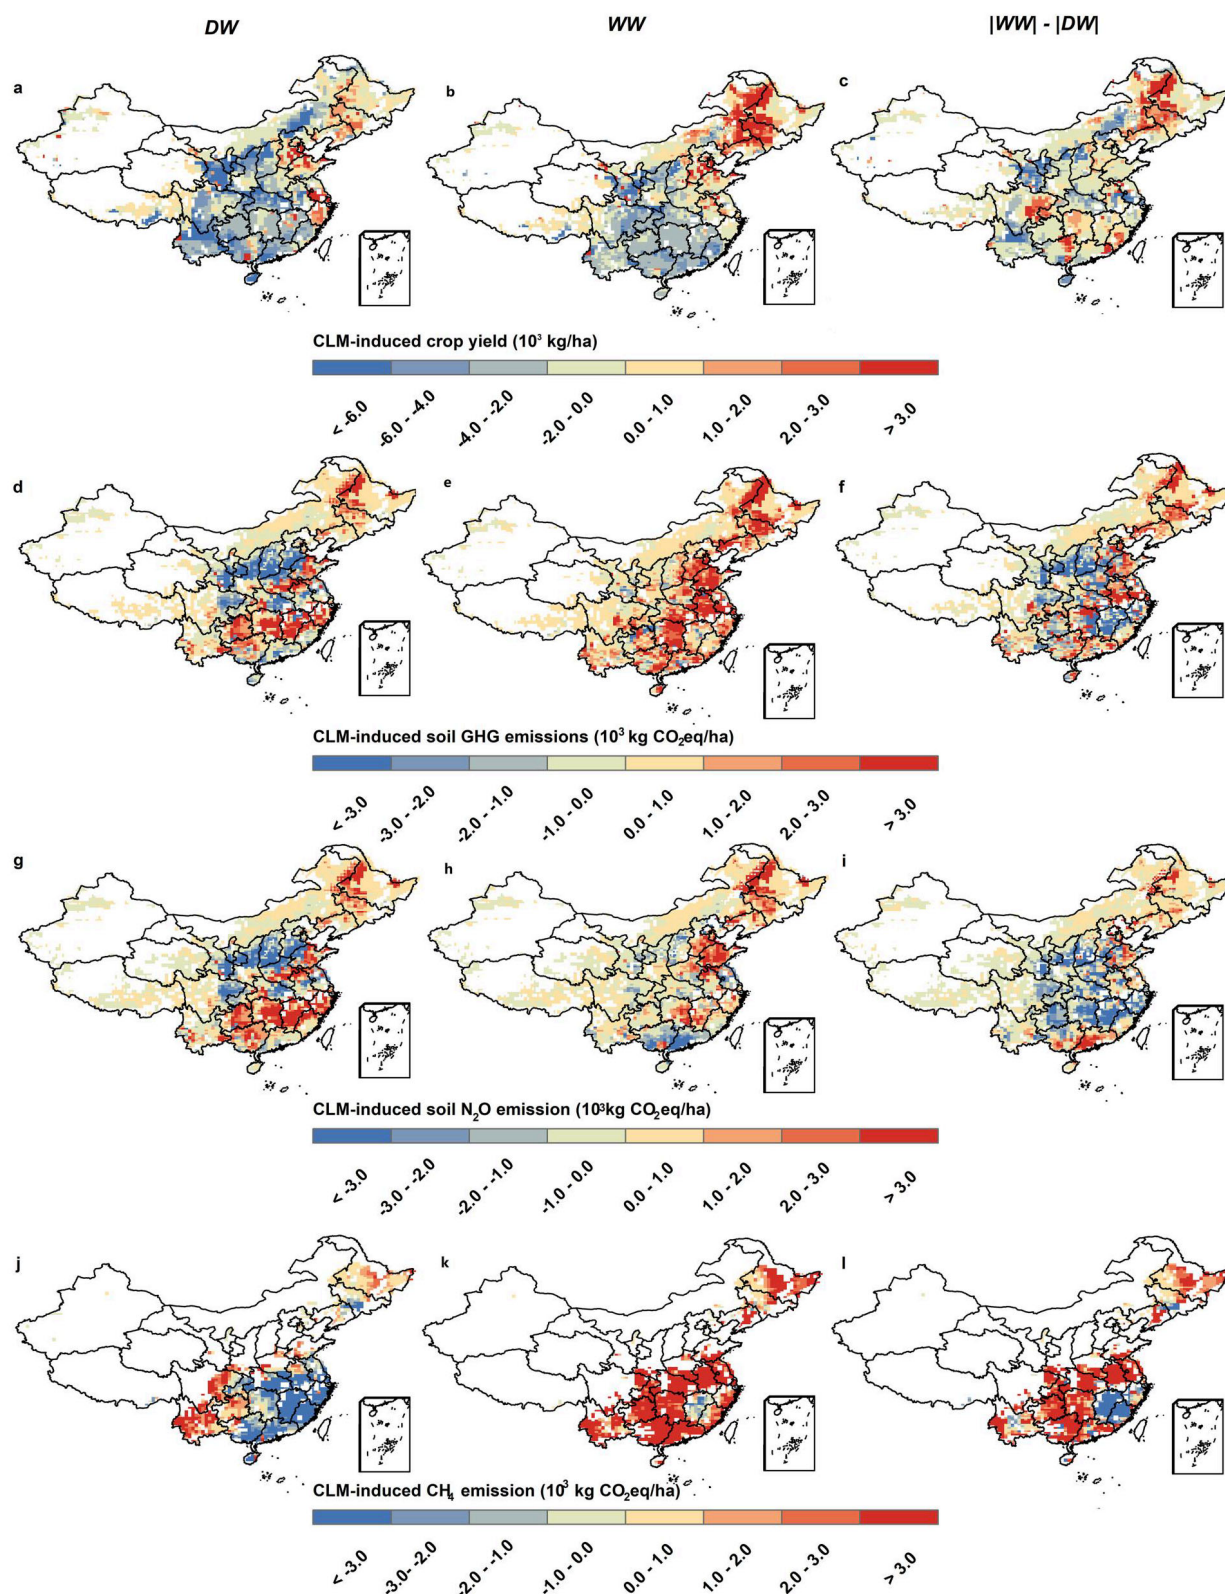 DW WW |WW| - |DW|
a b c
CLM-induced crop yield (10³ kg/ha)
< -6.0 -6.0 - -4.0 -4.0 - -2.0 -2.0 - 0.0 0.0 - 1.0 1.0 - 2.0 2.0 - 3.0 > 3.0
d e f
CLM-induced soil GHG emissions (10³ kg CO₂eq/ha)
< -3.0 -3.0 - -2.0 -2.0 - -1.0 -1.0 - 0.0 0.0 - 1.0 1.0 - 2.0 2.0 - 3.0 > 3.0
g h i
CLM-induced soil N₂O emission (10³kg CO₂eq/ha)
< -3.0 -3.0 - -2.0 -2.0 - -1.0 -1.0 - 0.0 0.0 - 1.0 1.0 - 2.0 2.0 - 3.0 > 3.0
j k l
CLM-induced CH₄ emission (10³ kg CO₂eq/ha)
< -3.0 -3.0 - -2.0 -2.0 - -1.0 -1.0 - 0.0 0.0 - 1.0 1.0 - 2.0 2.0 - 3.0 > 3.0